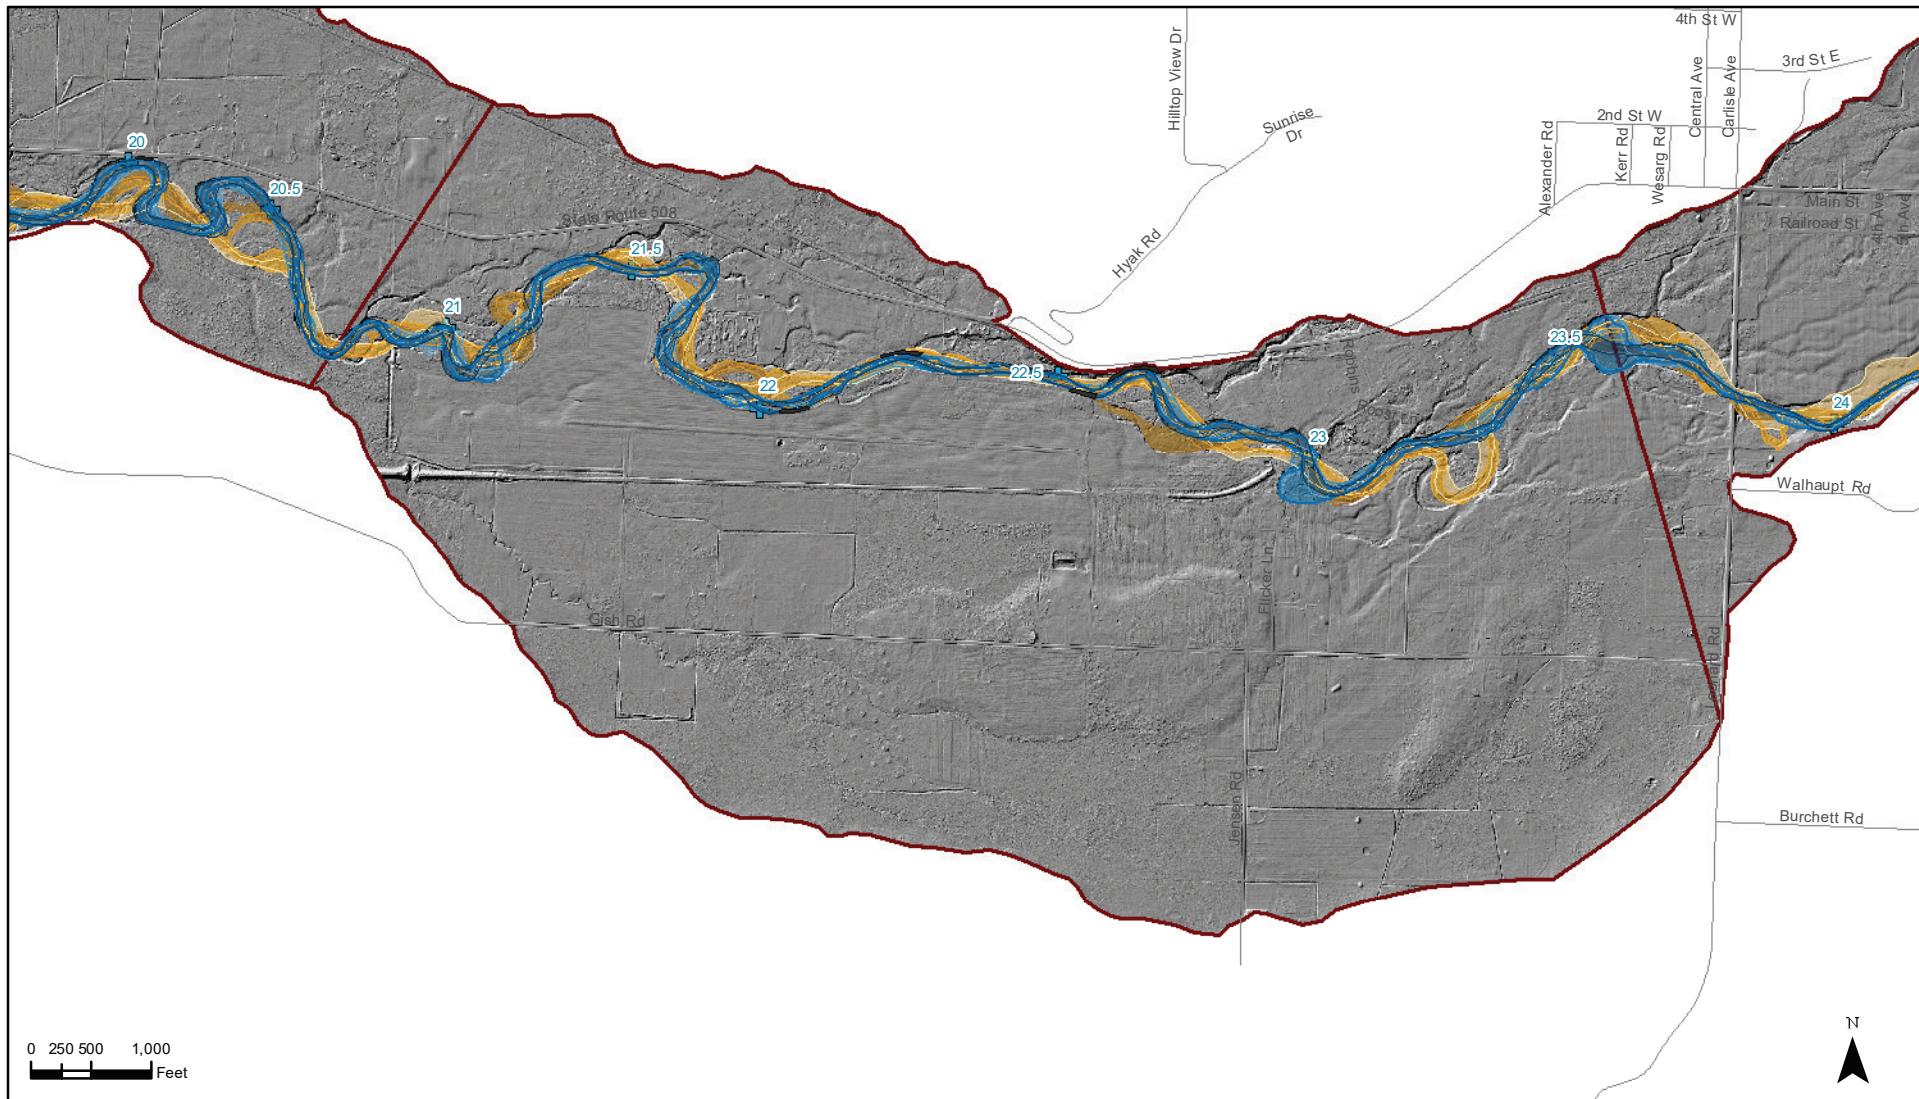 4th St W
Hilltop View Dr
3rd St E
Central Ave
Carlisle Ave
Sunrise
Dr
2nd St W
Alexander Rd
Kerr Rd
Wesarg Rd
20
20.5
State Route 508
21.5
Hyak Rd
Main St
Railroad St
4th Ave
5th Ave
21
23.5
22.5
22
24
23
Walhaupt Rd
Flicker Ln
Gish Rd
Jensen Rd
Burchett Rd
N
0 250 500 1,000
Feet